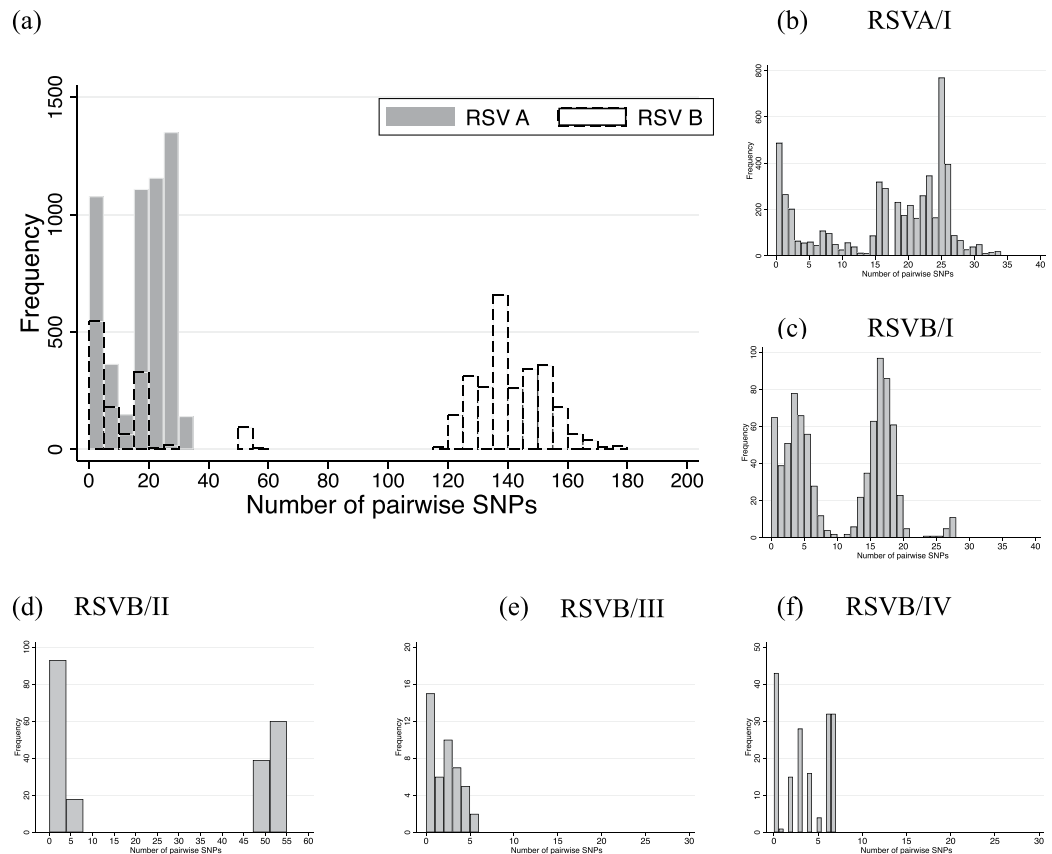 (a)
1500
1000
500
0
Frequency
RSV A
RSV B
0 20 40 60 80 100 120 140 160 180 200
Number of pairwise SNPs
(b) RSVA/I
800
600
400
200
0
Frequency
0 5 10 15 20 25 30 35 40
Number of pairwise SNPs
(c) RSVB/I
100
80
60
40
20
0
Frequency
0 5 10 15 20 25 30 35 40
Number of pairwise SNPs
(d) RSVB/II
100
80
60
40
20
0
Frequency
0 5 10 15 20 25 30 35 40 45 50 55 60
Number of pairwise SNPs
(e) RSVB/III
20
16
12
8
4
0
Frequency
0 5 10 15 20 25 30
Number of pairwise SNPs
(f) RSVB/IV
50
40
30
20
10
0
Frequency
0 5 10 15 20 25 30
Number of pairwise SNPs